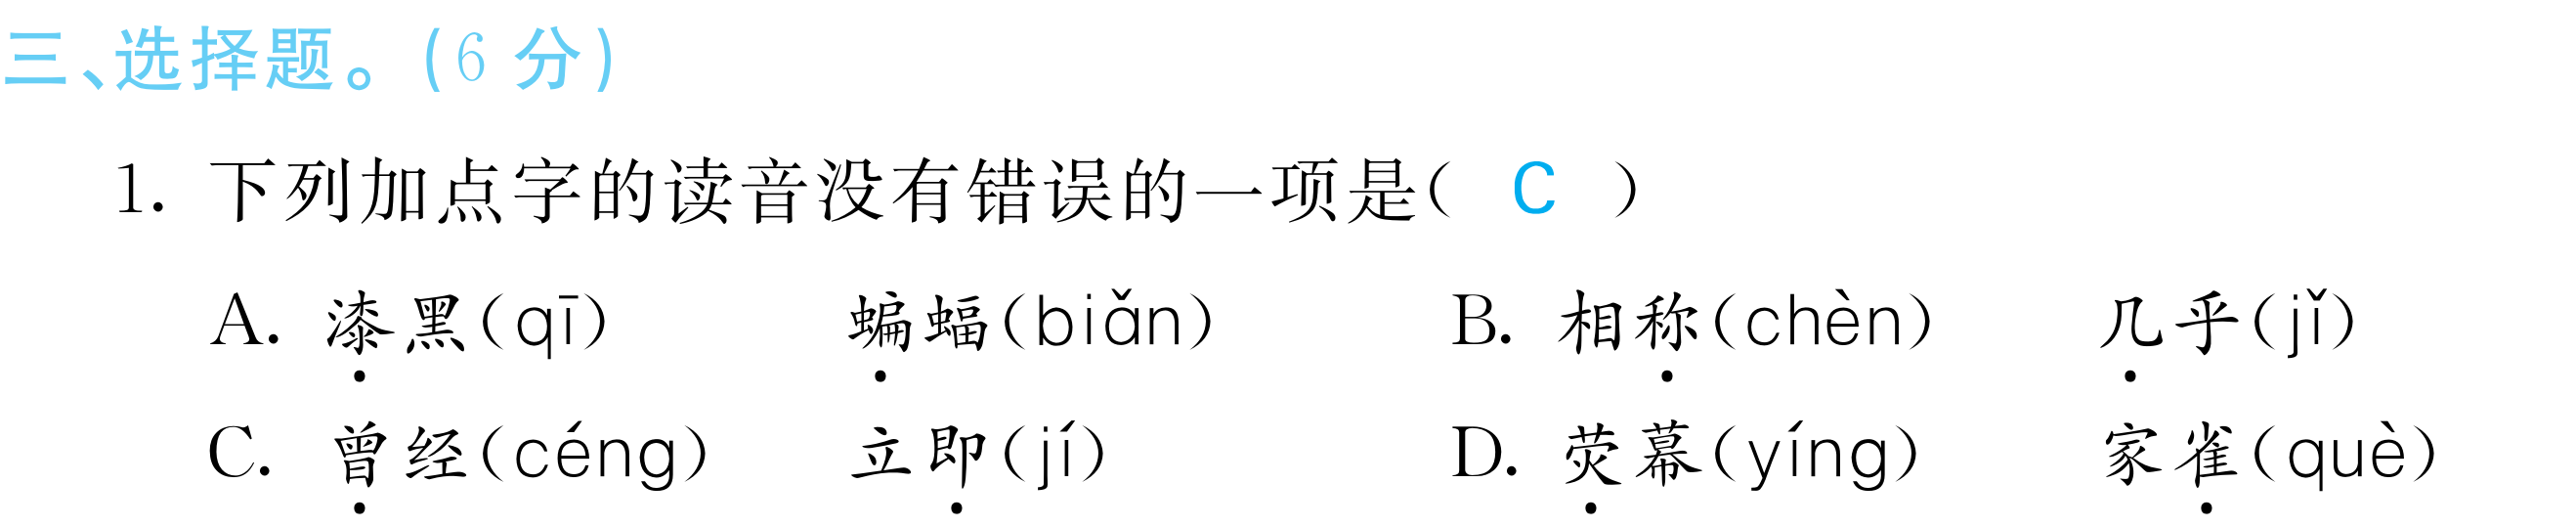 三、选择题。(6 分)
1. 下列加点字的读音没有错误的一项是( C )
A. 漆黑(qī) 蝙蝠(biǎn) B. 相称(chèn) 几乎(jǐ)
C. 曾经(céng) 立即(jí) D. 荧幕(yíng) 家雀(què)